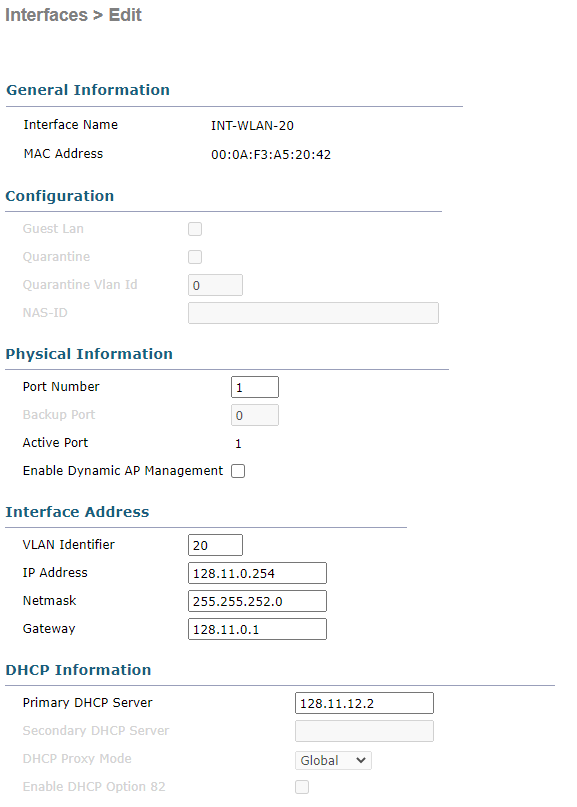 Interfaces > Edit
General Information
Interface Name INT-WLAN-20
MAC Address 00:0A:F3:A5:20:42
Configuration
Guest Lan
Quarantine
Quarantine Vlan Id 0
NAS-ID
Physical Information
Port Number 1
Backup Port 0
Active Port 1
Enable Dynamic AP Management
Interface Address
VLAN Identifier 20
IP Address 128.11.0.254
Netmask 255.255.252.0
Gateway 128.11.0.1
DHCP Information
Primary DHCP Server 128.11.12.2
Secondary DHCP Server
DHCP Proxy Mode Global
Enable DHCP Option 82